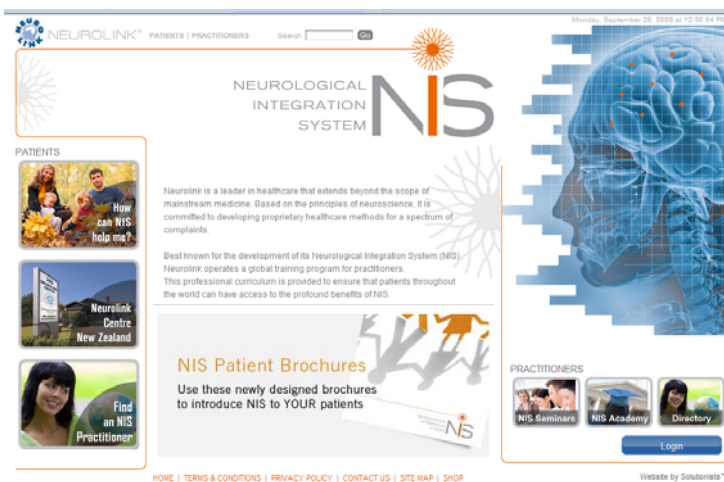 Monday, September 28, 2009 at 12:30:54 PM
NEUROLINK®
PATIENTS | PRACTITIONERS
Search
Go
NEUROLOGICAL
INTEGRATION
SYSTEM
NIS
PATIENTS
How
can NIS
help me?
Neurolink
Centre
New Zealand
Find
an NIS
Practitioner
Neurolink is a leader in healthcare that extends beyond the scope of
mainstream medicine. Based on the principles of neuroscience, it is
committed to developing proprietary healthcare methods for a spectrum of
complaints.
Best known for the development of its Neurological Integration System (NIS)
Neurolink operates a global training program for practitioners.
This professional curriculum is provided to ensure that patients throughout
the world can have access to the profound benefits of NIS.
NIS Patient Brochures
Use these newly designed brochures
to introduce NIS to YOUR patients
NEUROLOGICAL
INTEGRATION
SYSTEM
NIS
PRACTITIONERS
NIS Seminars
NIS Academy
Directory
Login
HOME | TERMS & CONDITIONS | PRIVACY POLICY | CONTACT US | SITE MAP | SHOP
Website by Solutionists™